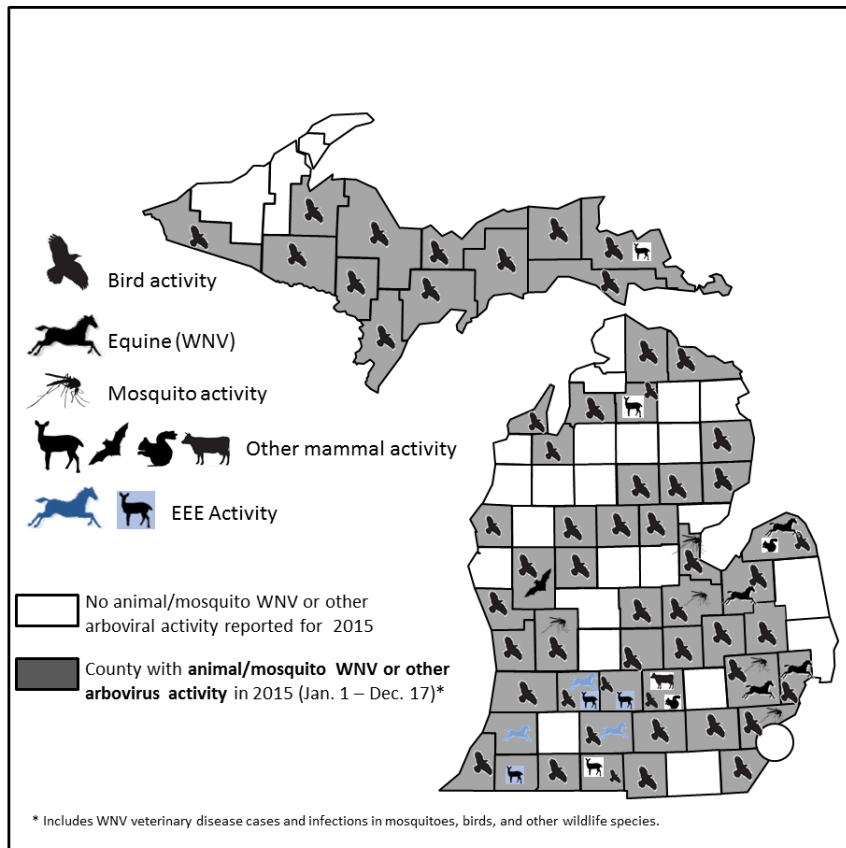 Bird activity
Equine (WNV)
Mosquito activity
Other mammal activity
EEE Activity
No animal/mosquito WNV or other
arboviral activity reported for 2015
County with animal/mosquito WNV or other
arbovirus activity in 2015 (Jan. 1 – Dec. 17)*
* Includes WNV veterinary disease cases and infections in mosquitoes, birds, and other wildlife species.